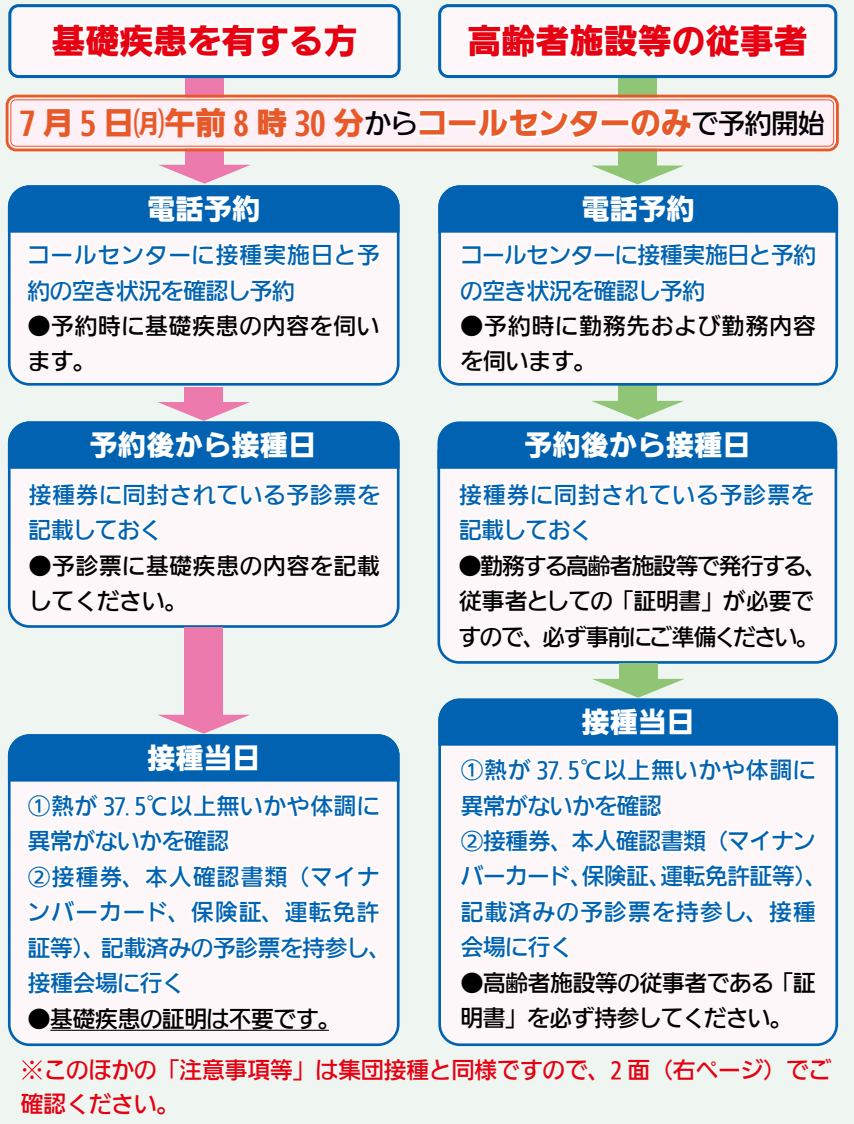 基礎疾患を有する方
高齢者施設等の従事者
7月5日(月)午前8時30分からコールセンターのみで予約開始
電話予約
コールセンターに接種実施日と予
約の空き状況を確認し予約
●予約時に基礎疾患の内容を伺い
ます。
予約後から接種日
接種券に同封されている予診票を
記載しておく
●予診票に基礎疾患の内容を記載
してください。
接種当日
①熱が37.5℃以上無いかや体調に
異常がないかを確認
②接種券、本人確認書類（マイナ
ンバーカード、保険証、運転免許
証等）、記載済みの予診票を持参し、
接種会場に行く
●基礎疾患の証明は不要です。
電話予約
コールセンターに接種実施日と予約
の空き状況を確認し予約
●予約時に勤務先および勤務内容
を伺います。
予約後から接種日
接種券に同封されている予診票を
記載しておく
●勤務する高齢者施設等で発行する、
従事者としての「証明書」が必要で
すので、必ず事前にご準備ください。
接種当日
①熱が37.5℃以上無いかや体調に
異常がないかを確認
②接種券、本人確認書類（マイナン
バーカード、保険証、運転免許証等）、
記載済みの予診票を持参し、接種
会場に行く
●高齢者施設等の従事者である「証
明書」を必ず持参してください。
※このほかの「注意事項等」は集団接種と同様ですので、2面（右ページ）でご
確認ください。